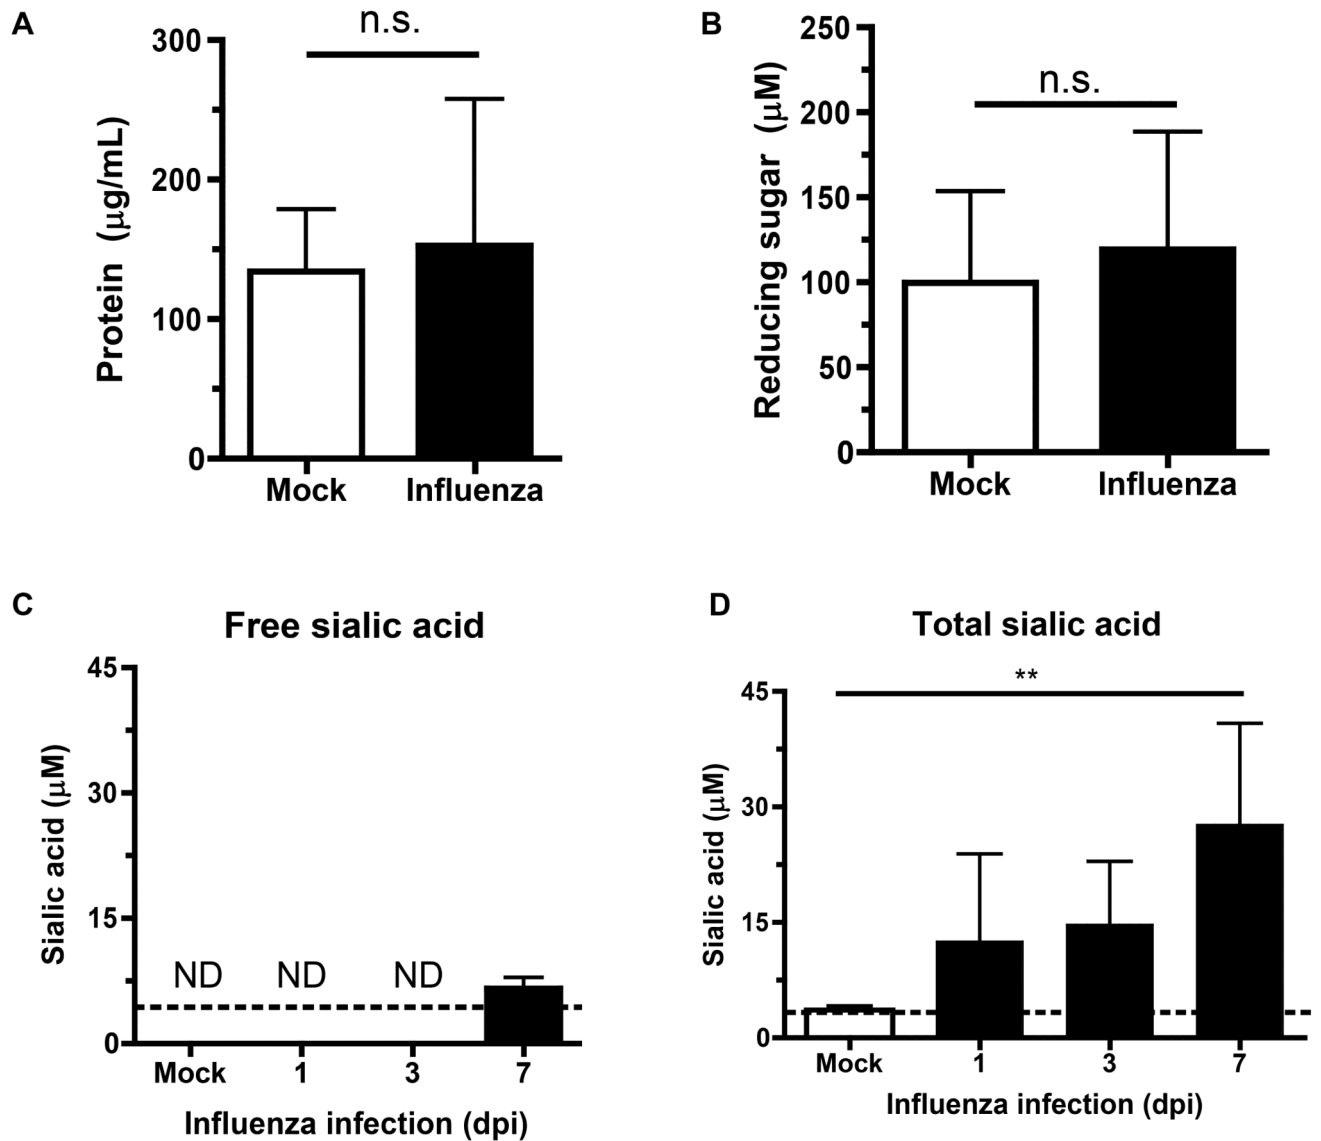 A
n.s.
Protein (μg/mL)
300
200
100
0
Mock Influenza
B
n.s.
Reducing sugar (μM)
250
200
150
100
50
0
Mock Influenza
C
Free sialic acid
Sialic acid (μM)
45
30
15
0
ND ND ND
Mock 1 3 7
Influenza infection (dpi)
D
Total sialic acid
**
Sialic acid (μM)
45
30
15
0
Mock 1 3 7
Influenza infection (dpi)